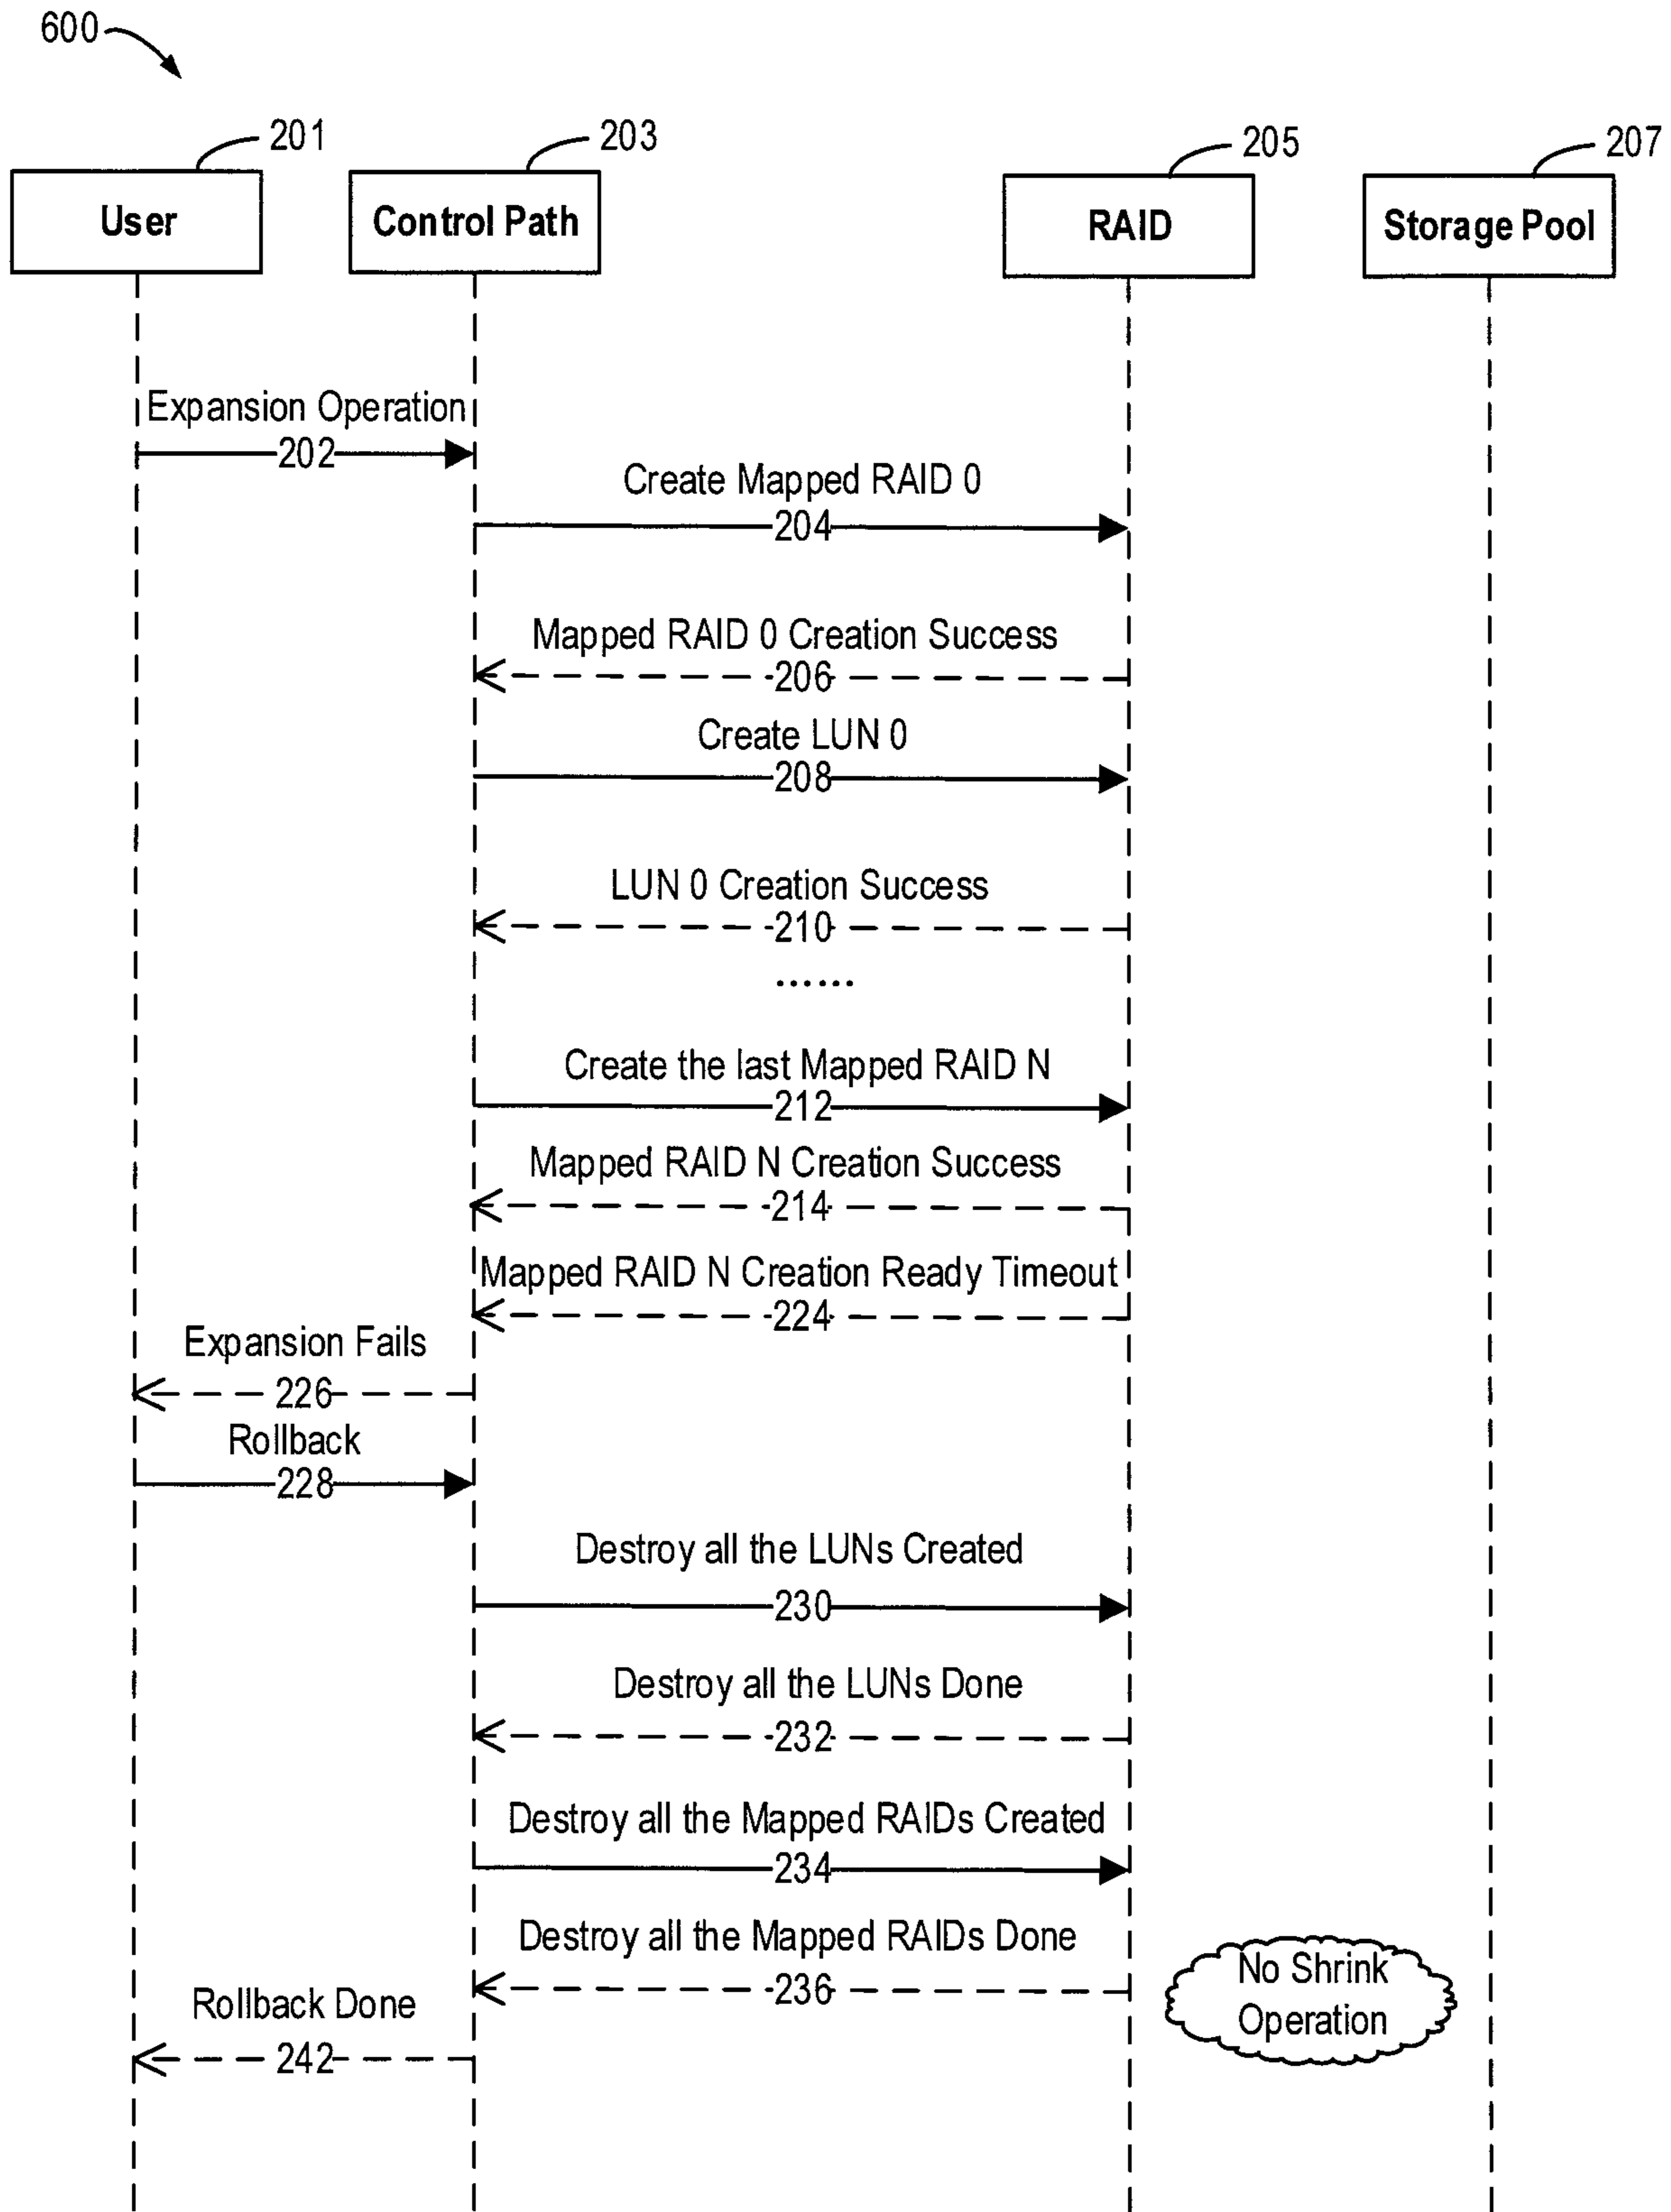 600
201
203
205
207
User
Control Path
RAID
Storage Pool
Expansion Operation
202
Create Mapped RAID 0
204
Mapped RAID 0 Creation Success
206
Create LUN 0
208
LUN 0 Creation Success
210
......
Create the last Mapped RAID N
212
Mapped RAID N Creation Success
214
Mapped RAID N Creation Ready Timeout
224
Expansion Fails
226
Rollback
228
Destroy all the LUNs Created
230
Destroy all the LUNs Done
232
Destroy all the Mapped RAIDs Created
234
Destroy all the Mapped RAIDs Done
236
No Shrink
Operation
Rollback Done
242